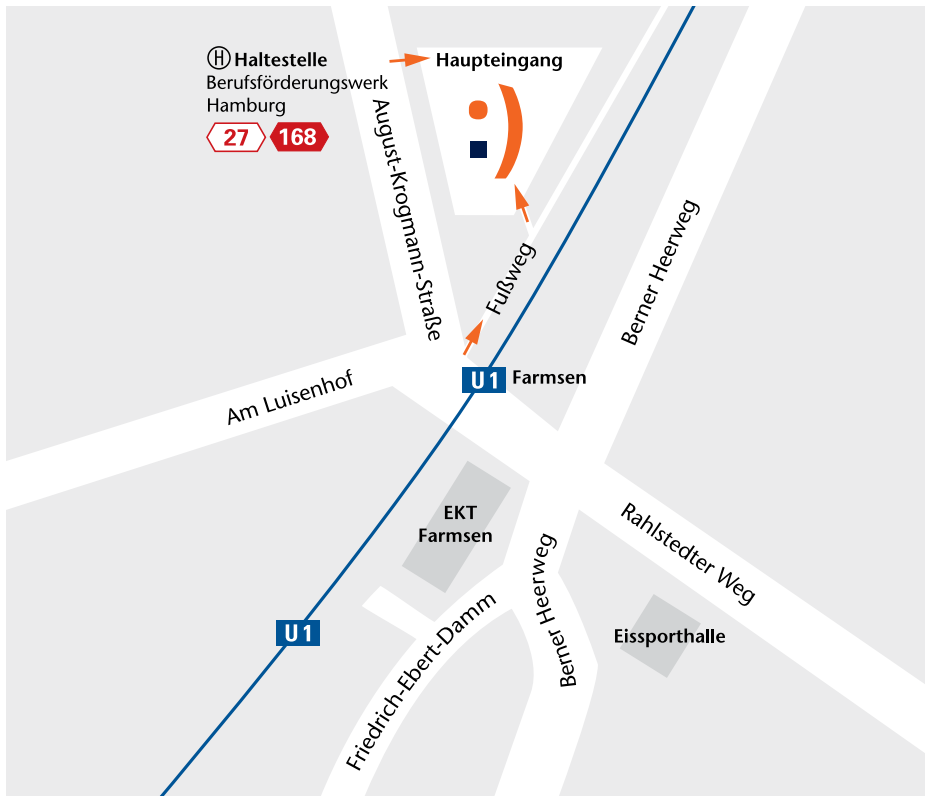 Ⓗ Haltestelle
Berufsförderungswerk
Hamburg
27 168
Haupteingang
August-Krogmann-Straße
Fußweg
Berner Heerweg
U1 Farmsen
Am Luisenhof
EKT
Farmsen
Rahlstedter Weg
Berner Heerweg
Friedrich-Ebert-Damm
Eissporthalle
U1